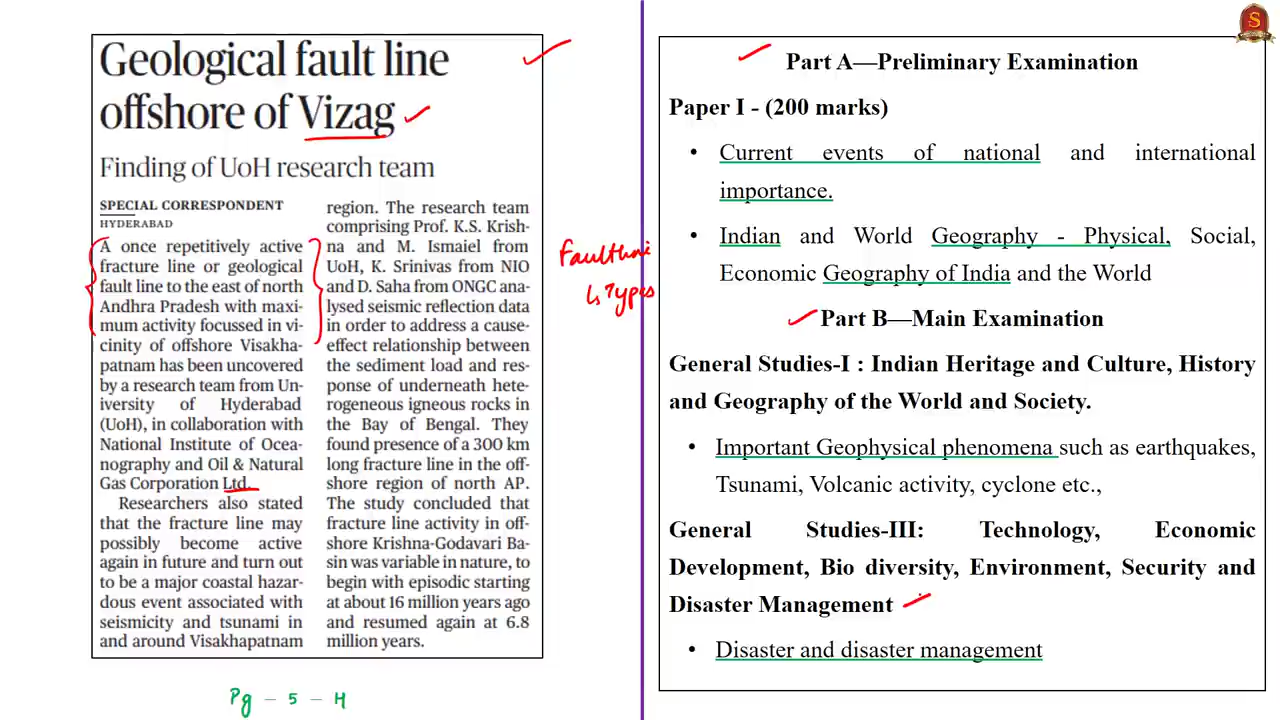 Geological fault line
offshore of Vizag
Finding of UoH research team
SPECIAL CORRESPONDENT
HYDERABAD
A once repetitively active
fracture line or geological
fault line to the east of north
Andhra Pradesh with maxi-
mum activity focussed in vi-
cinity of offshore Visakha-
patnam has been uncovered
by a research team from Un-
iversity of Hyderabad
(UoH), in collaboration with
National Institute of Ocea-
nography and Oil & Natural
Gas Corporation Ltd.
Researchers also stated
that the fracture line may
possibly become active
again in future and turn out
to be a major coastal hazar-
dous event associated with
seismicity and tsunami in
and around Visakhapatnam
region. The research team
comprising Prof. K.S. Krish-
na and M. Ismaiel from
UoH, K. Srinivas from NIO
and D. Saha from ONGC ana-
lysed seismic reflection data
in order to address a cause-
effect relationship between
the sediment load and res-
ponse of underneath hete-
rogeneous igneous rocks in
the Bay of Bengal. They
found presence of a 300 km
long fracture line in the off-
shore region of north AP.
The study concluded that
fracture line activity in off-
shore Krishna-Godavari Ba-
sin was variable in nature, to
begin with episodic starting
at about 16 million years ago
and resumed again at 6.8
million years.
Pg - 5 - H
Types
S
Part A—Preliminary Examination
Paper I - (200 marks)
• Current events of national and international
importance.
• Indian and World Geography - Physical, Social,
Economic Geography of India and the World
Part B—Main Examination
General Studies-I : Indian Heritage and Culture, History
and Geography of the World and Society.
• Important Geophysical phenomena such as earthquakes,
Tsunami, Volcanic activity, cyclone etc.,
General Studies-III: Technology, Economic
Development, Bio diversity, Environment, Security and
Disaster Management
• Disaster and disaster management